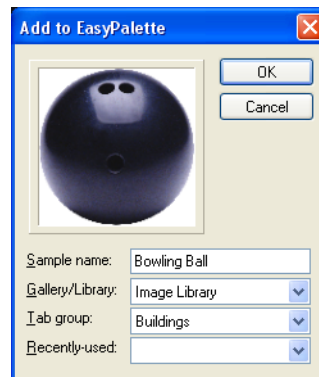 Add to EasyPalette
OK
Cancel
Sample name: Bowling Ball
Gallery/Library: Image Library
Tab group: Buildings
Recently-used: